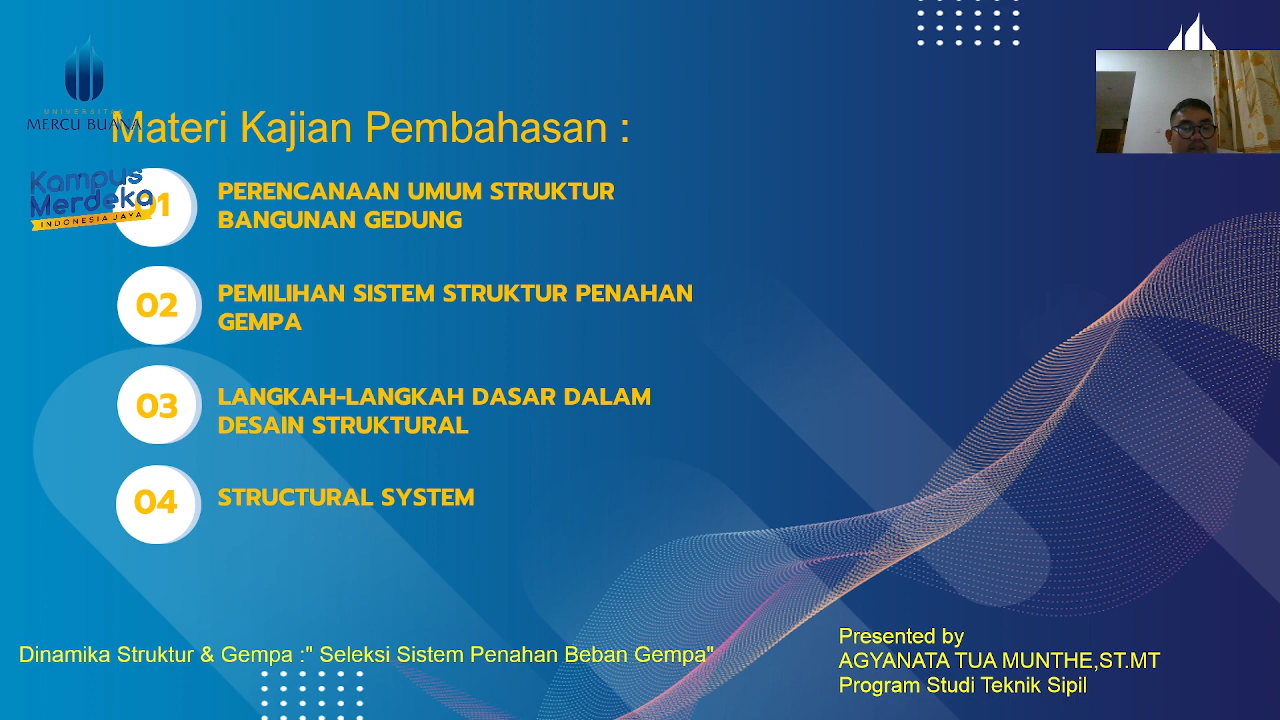 UNIVERSITAS
MERCU BUANA
Materi Kajian Pembahasan :
Kampus
Merdeka
INDONESIA JAYA
01
PERENCANAAN UMUM STRUKTUR
BANGUNAN GEDUNG
02
PEMILIHAN SISTEM STRUKTUR PENAHAN
GEMPA
03
LANGKAH-LANGKAH DASAR DALAM
DESAIN STRUKTURAL
04
STRUCTURAL SYSTEM
Dinamika Struktur & Gempa :" Seleksi Sistem Penahan Beban Gempa"
Presented by
AGYANATA TUA MUNTHE,ST.MT
Program Studi Teknik Sipil